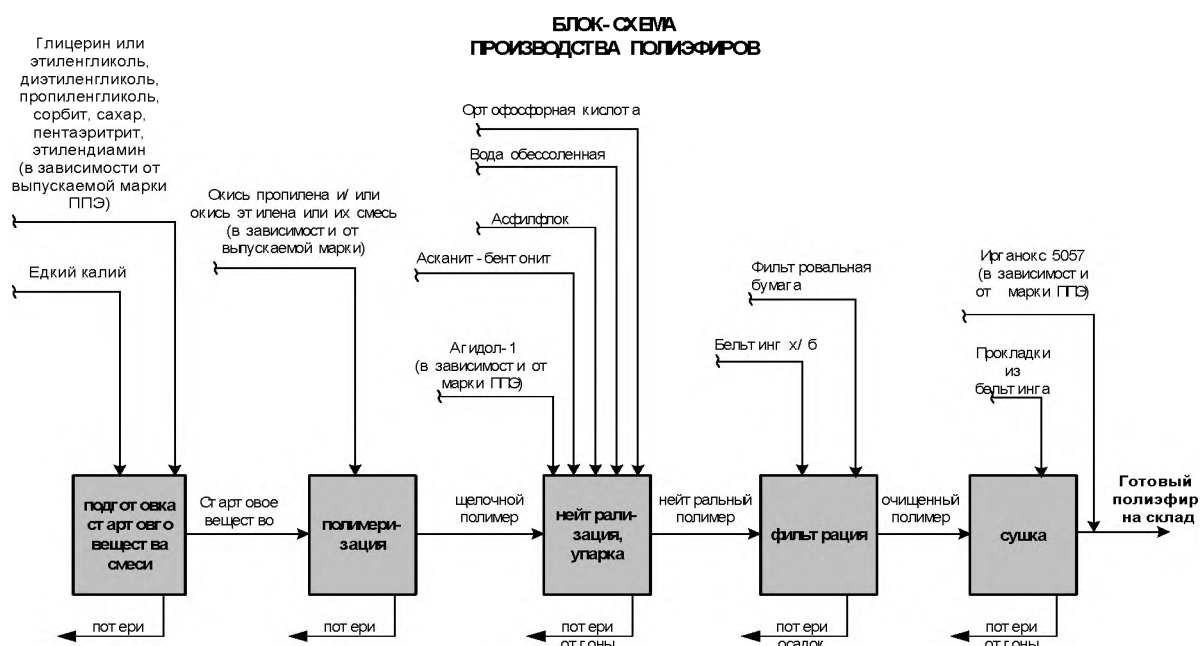 БЛОК-СХЕМА
ПРОИЗВОДСТВА ПОЛИЭФИРОВ
Глицерин или
этиленгликоль,
диэтиленгликоль,
пропиленгликоль,
сорбит, сахар,
пентаэритрит,
этилендиамин
(в зависимости от
выпускаемой марки
ППЭ)
Едкий калий
Окись пропилена и/ или
окись этилена или их смесь
(в зависимости от
выпускаемой марки)
Ортофосфорная кислота
Вода обессоленная
Асфилфлок
Асканит-бентонит
Агидол-1
(в зависимости от
марки ППЭ)
Фильтровальная
бумага
Бельтинг х/б
Ирганокс 5057
(в зависимости
от марки ППЭ)
Прокладки
из
бельтинга
подготовка
стартовго
вещества
смеси
Стартовое
вещество
полимери-
зация
щелочной
полимер
нейтрали-
зация,
упарка
нейтральный
полимер
фильтрация
очищенный
полимер
сушка
Готовый
полиэфир
на склад
потери
потери
потери
отгоны
потери
осадок
потери
отгоны